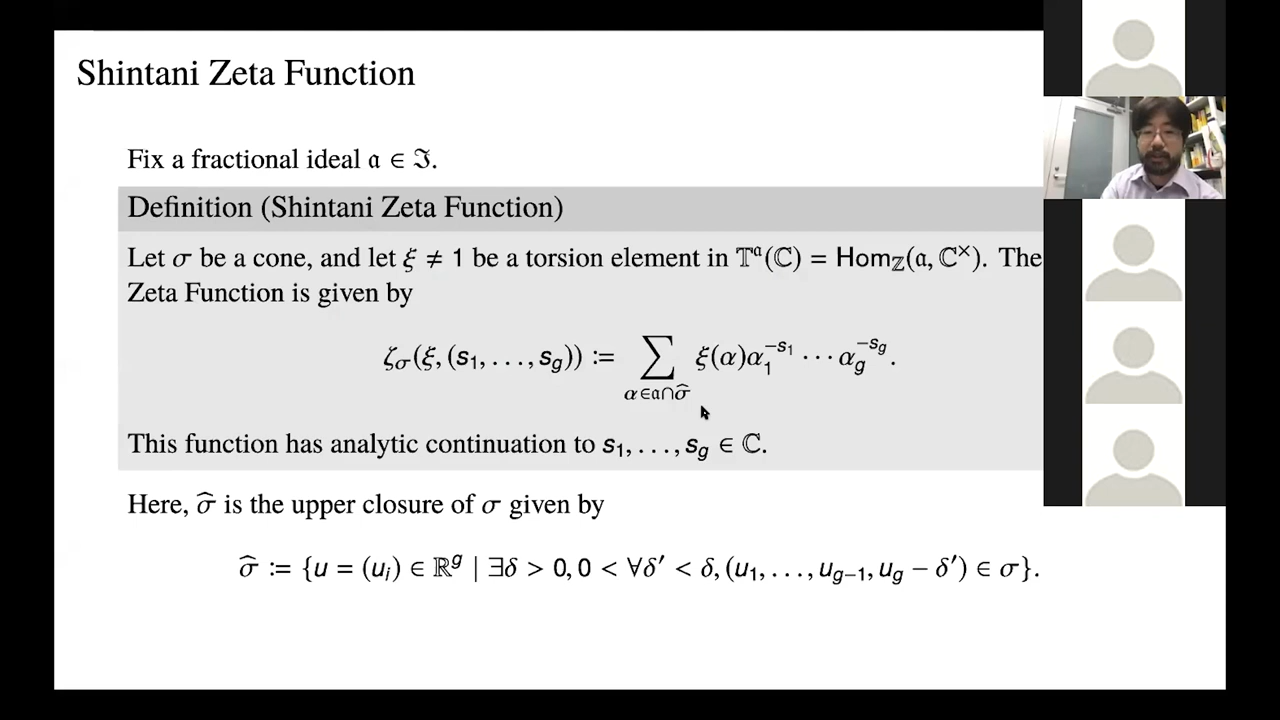 Shintani Zeta Function
Fix a fractional ideal 𝔞 ∈ ℑ.
Definition (Shintani Zeta Function)
Let σ be a cone, and let ξ ≠ 1 be a torsion element in 𝕋^𝔞(ℂ) = Hom_ℤ(𝔞, ℂ^×). The
Zeta Function is given by
ζ_σ(ξ, (s_1, . . . , s_g)) := ∑_{α∈𝔞∩σ̂} ξ(α)α_1^{-s_1} · · · α_g^{-s_g}.
This function has analytic continuation to s_1, . . . , s_g ∈ ℂ.
Here, σ̂ is the upper closure of σ given by
σ̂ := {u = (u_i) ∈ ℝ^g | ∃δ > 0, 0 < ∀δ′ < δ, (u_1, . . . , u_{g−1}, u_g − δ′) ∈ σ}.